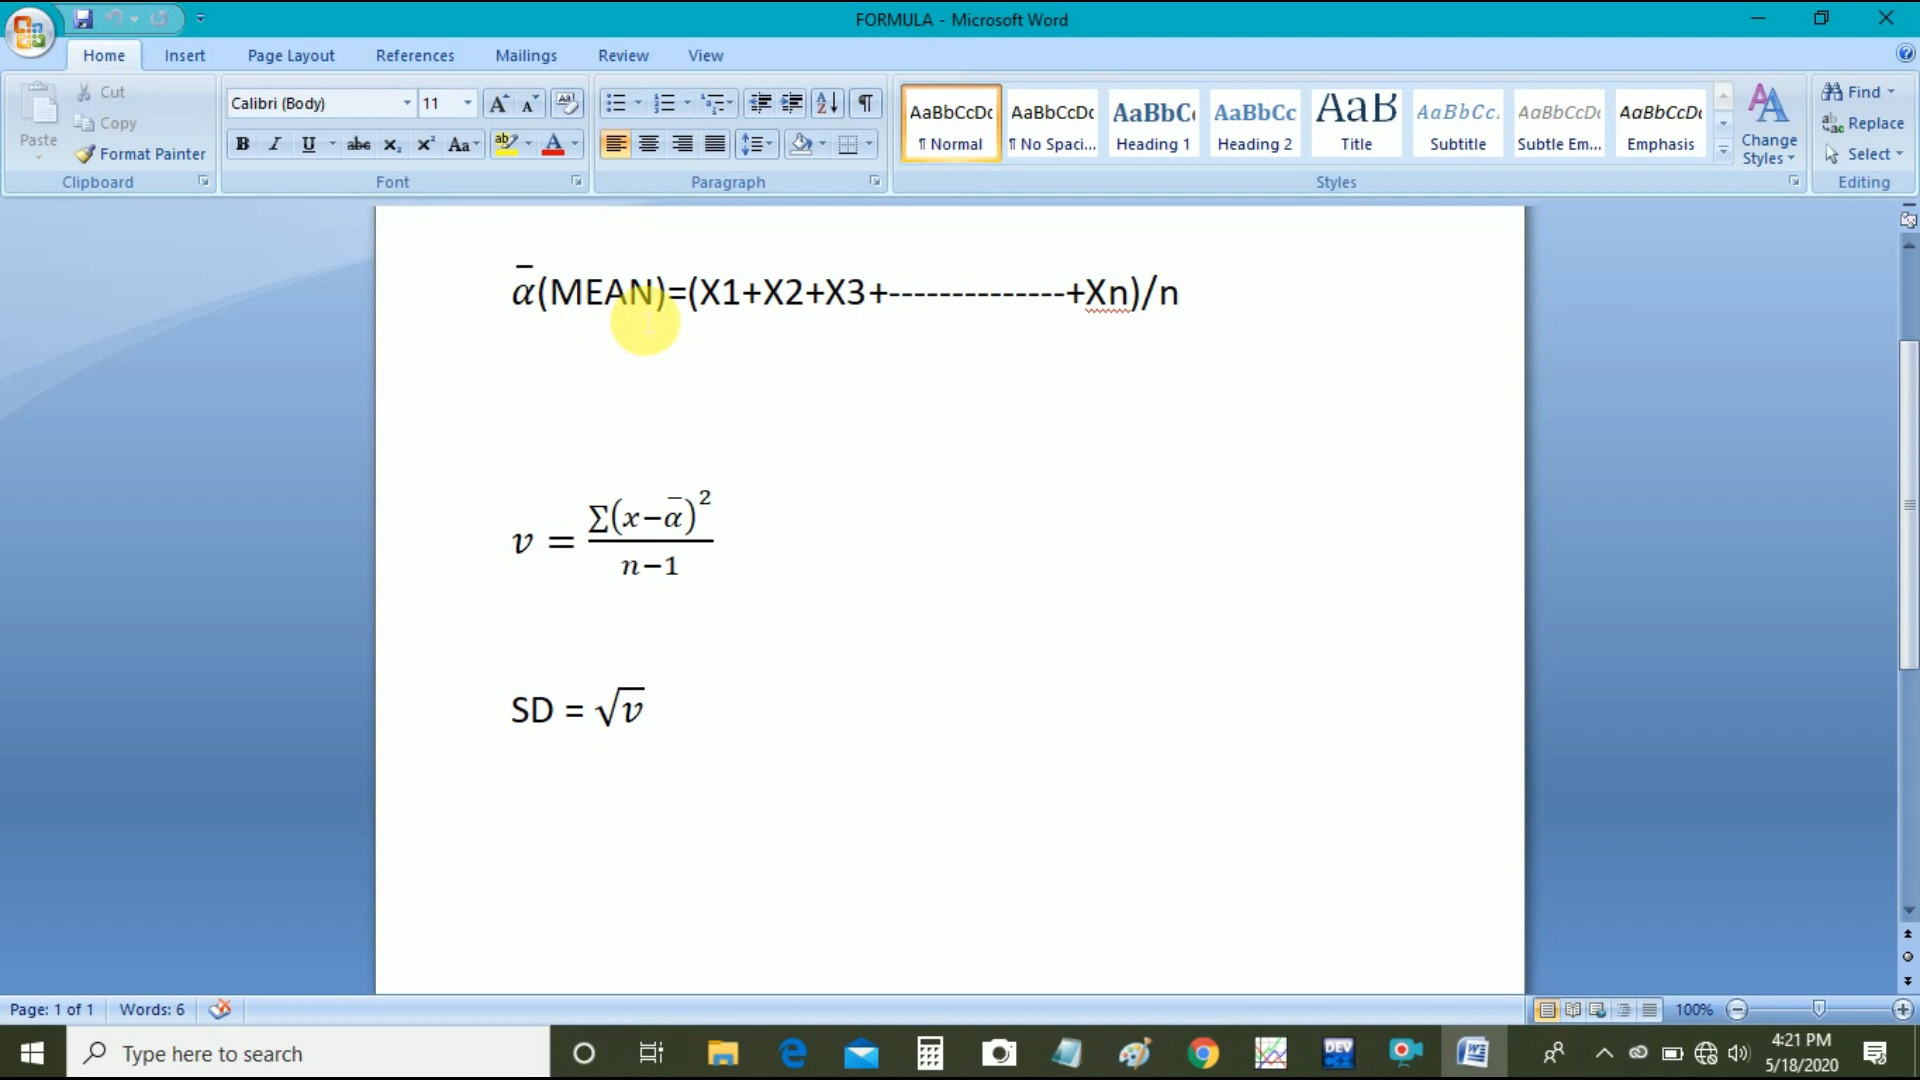 FORMULA - Microsoft Word
Home Insert Page Layout References Mailings Review View
Paste
Cut
Copy
Format Painter
Clipboard
Calibri (Body) 11
Font
Paragraph
AaBbCcDc AaBbCcDc AaBbC AaBbCc AaB AaBbCc. AaBbCcDc AaBbCcDc
¶ Normal ¶ No Spaci... Heading 1 Heading 2 Title Subtitle Subtle Em... Emphasis
Change Styles
Styles
Find
Replace
Select
Editing
ᾱ(MEAN)=(X1+X2+X3+--------------+Xn)/n
v = ∑(x−ᾱ)² / n−1
SD = √v
Page: 1 of 1 Words: 6 100%
Type here to search
DEV
4:21 PM
5/18/2020